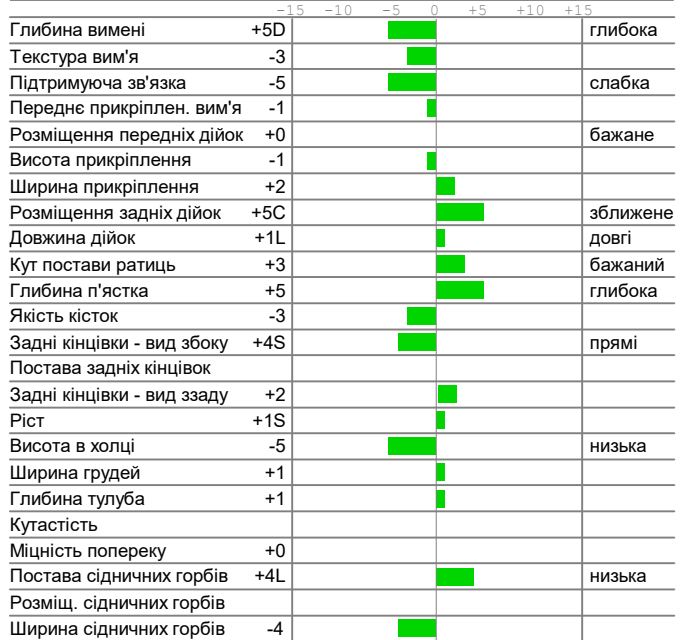 -15 -10 -5 0 +5 +10 +15
Глибина вимені +5D глибока
Текстура вим'я -3
Підтримуюча зв'язка -5 слабка
Переднє прикріплен. вим'я -1
Розміщення передніх дійок +0 бажане
Висота прикріплення -1
Ширина прикріплення +2
Розміщення задніх дійок +5C зближене
Довжина дійок +1L довгі
Кут постави ратиць +3 бажаний
Глибина п'ястка +5 глибока
Якість кісток -3
Задні кінцівки - вид збоку +4S прямі
Постава задніх кінцівок
Задні кінцівки - вид ззаду +2
Ріст +1S
Висота в холці -5 низька
Ширина грудей +1
Глибина тулуба +1
Кутастість
Міцність попереку +0
Постава сідничних горбів +4L низька
Розміщ. сідничних горбів
Ширина сідничних горбів -4